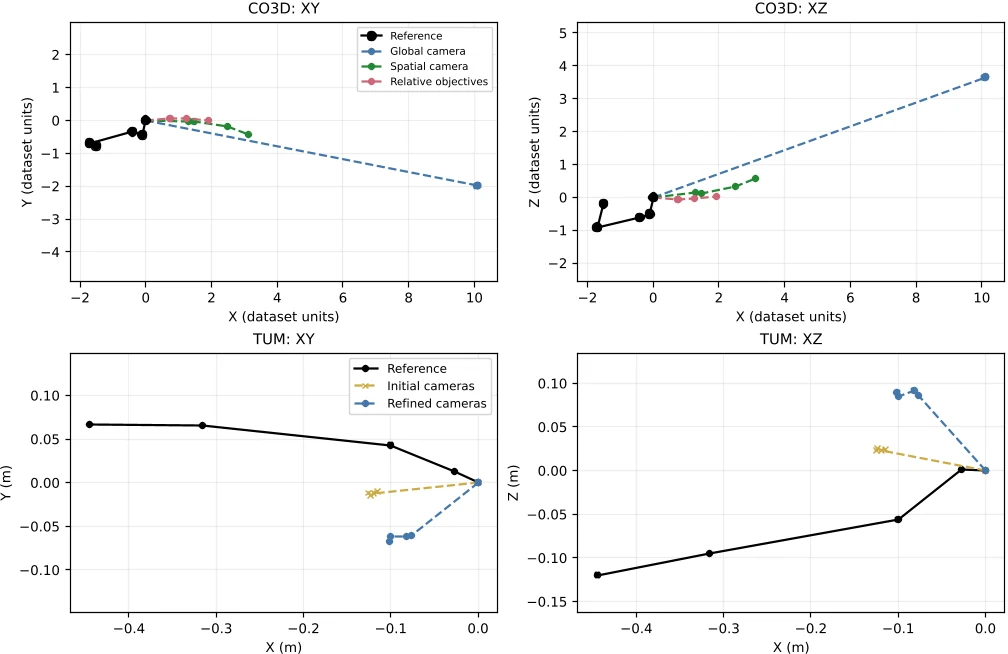 CO3D: XY
Y (dataset units)
2
1
0
−1
−2
−3
−4
Reference
Global camera
Spatial camera
Relative objectives
−2 0 2 4 6 8 10
X (dataset units)
CO3D: XZ
Z (dataset units)
5
4
3
2
1
0
−1
−2
−2 0 2 4 6 8 10
X (dataset units)
TUM: XY
Y (m)
0.10
0.05
0.00
−0.05
−0.10
Reference
Initial cameras
Refined cameras
−0.4 −0.3 −0.2 −0.1 0.0
X (m)
TUM: XZ
Z (m)
0.10
0.05
0.00
−0.05
−0.10
−0.15
−0.4 −0.3 −0.2 −0.1 0.0
X (m)